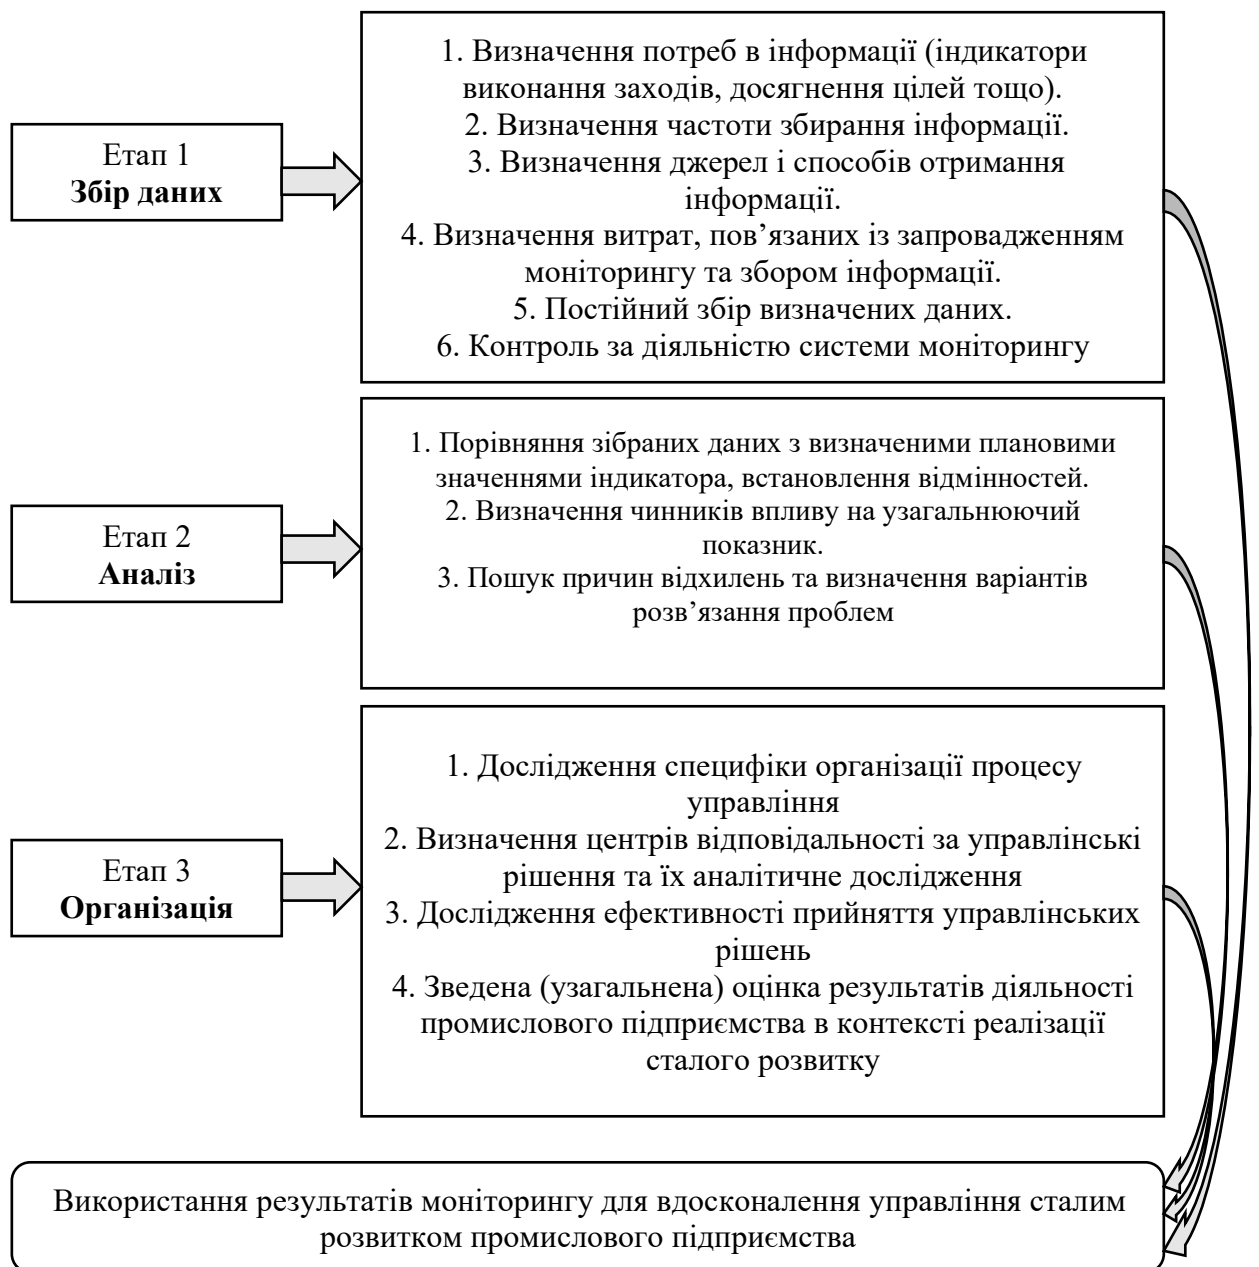 Етап 1
Збір даних
1. Визначення потреб в інформації (індикатори
виконання заходів, досягнення цілей тощо).
2. Визначення частоти збирання інформації.
3. Визначення джерел і способів отримання
інформації.
4. Визначення витрат, пов’язаних із запровадженням
моніторингу та збором інформації.
5. Постійний збір визначених даних.
6. Контроль за діяльністю системи моніторингу
Етап 2
Аналіз
1. Порівняння зібраних даних з визначеними плановими
значеннями індикатора, встановлення відмінностей.
2. Визначення чинників впливу на узагальнюючий
показник.
3. Пошук причин відхилень та визначення варіантів
розв’язання проблем
Етап 3
Організація
1. Дослідження специфіки організації процесу
управління
2. Визначення центрів відповідальності за управлінські
рішення та їх аналітичне дослідження
3. Дослідження ефективності прийняття управлінських
рішень
4. Зведена (узагальнена) оцінка результатів діяльності
промислового підприємства в контексті реалізації
сталого розвитку
Використання результатів моніторингу для вдосконалення управління сталим
розвитком промислового підприємства